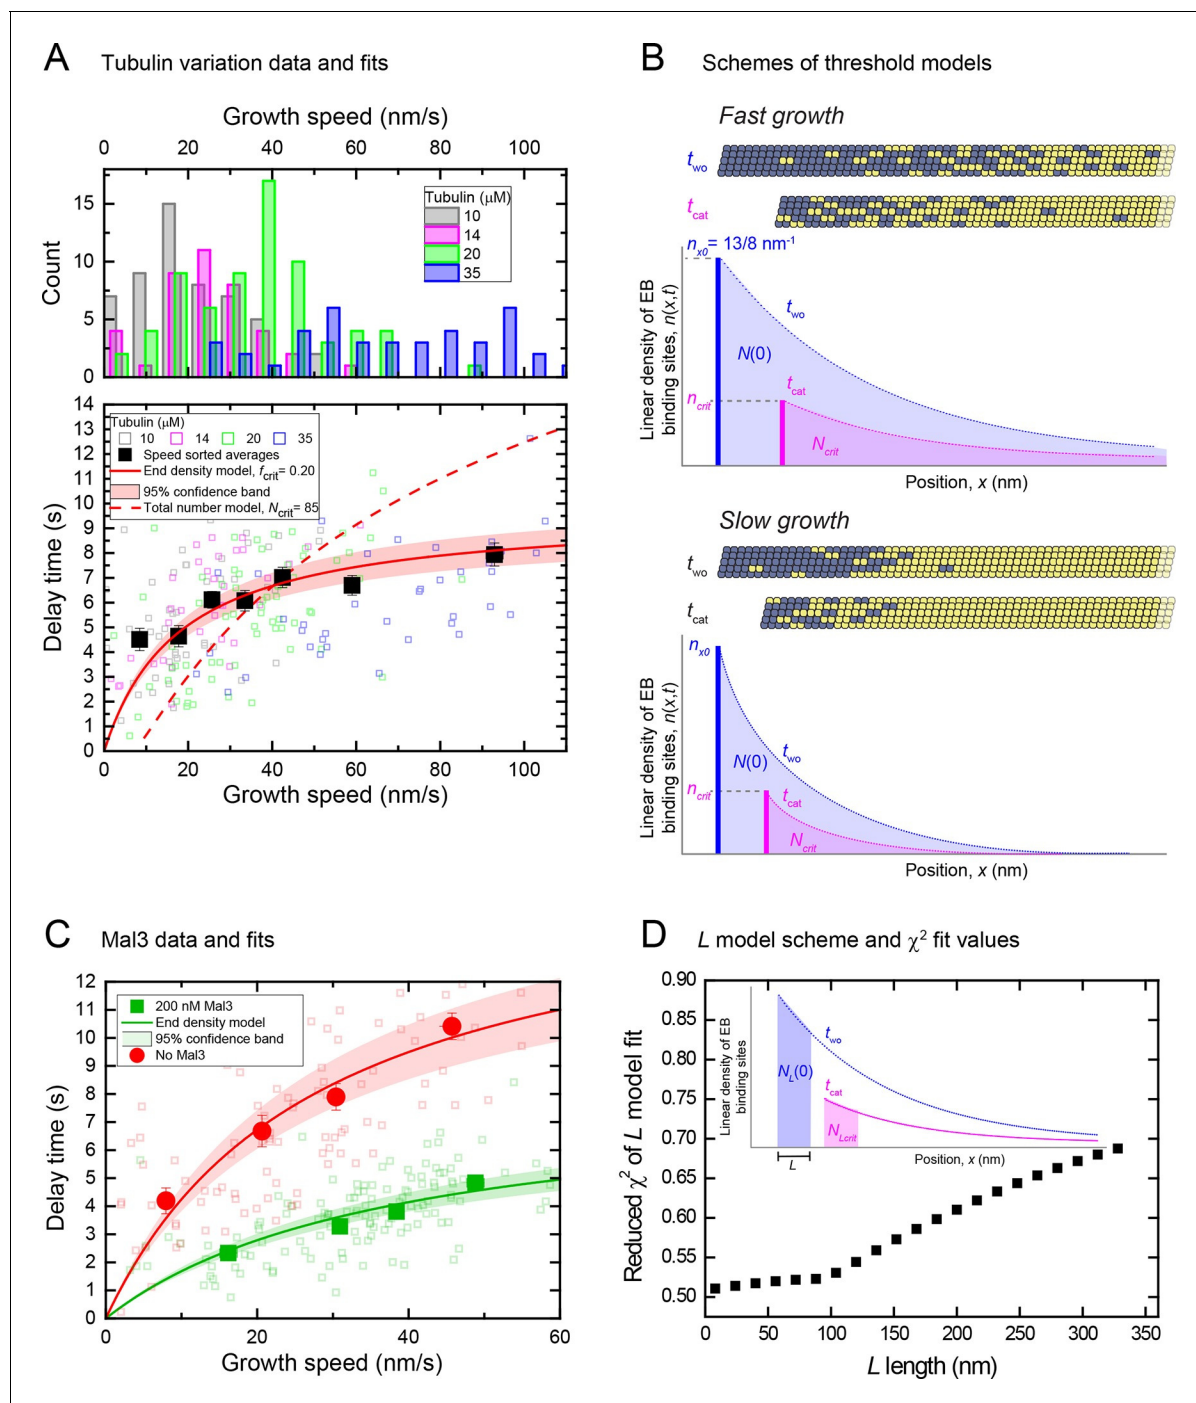 A Tubulin variation data and fits
Growth speed (nm/s)
0 20 40 60 80 100
Count
15
10
5
0
Tubulin (μM)
10
14
20
35
14
13
12
11
10
9
8
7
6
5
4
3
2
1
0
Delay time (s)
Tubulin (μM)
10 14 20 35
Speed sorted averages
End density model, fcrit= 0.20
95% confidence band
Total number model, Ncrit= 85
0 20 40 60 80 100
Growth speed (nm/s)
B Schemes of threshold models
Fast growth
two
tcat
nx0= 13/8 nm-1
Linear density of EB
binding sites, n(x,t)
two
N(0)
tcat
ncrit
Ncrit
Position, x (nm)
Slow growth
two
tcat
nx0
Linear density of EB
binding sites, n(x,t)
two
N(0)
tcat
ncrit
Ncrit
Position, x (nm)
C Mal3 data and fits
12
11
10
9
8
7
6
5
4
3
2
1
0
Delay time (s)
200 nM Mal3
End density model
95% confidence band
No Mal3
0 20 40 60
Growth speed (nm/s)
D L model scheme and χ2 fit values
0.90
0.85
0.80
0.75
0.70
0.65
0.60
0.55
0.50
Reduced χ2 of L model fit
Linear density of EB
binding sites
two
NL(0)
tcat
NLcrit
L
Position, x (nm)
0 50 100 150 200 250 300 350
L length (nm)